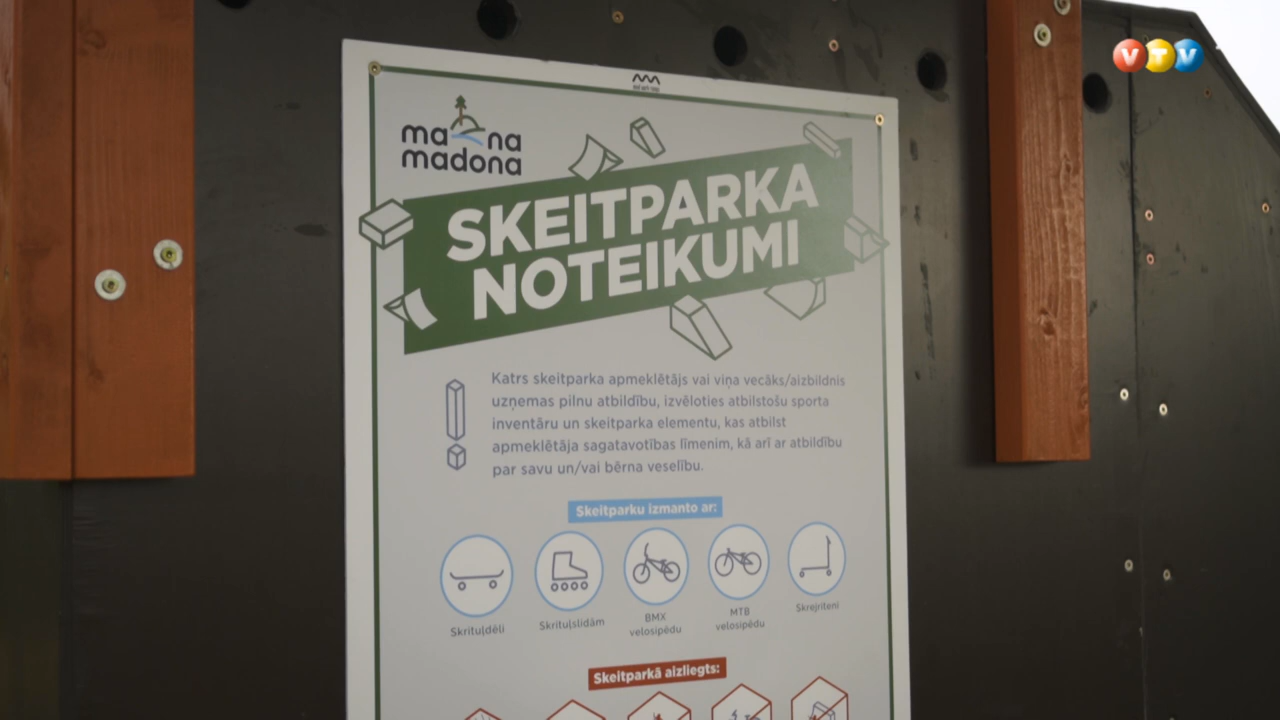 VTV
ma na
madona
SKEITPARKA
NOTEIKUMI
Katrs skeitparka apmeklētājs vai viņa vecāks/aizbildnis
uzņemas pilnu atbildību, izvēloties atbilstošu sporta
inventāru un skeitparka elementu, kas atbilst
apmeklētāja sagatavotības līmenim, kā arī ar atbildību
par savu un/vai bērna veselību.
Skeitparku izmanto ar:
Skrituļdēli
Skrituļslidām
BMX
velosipēdu
MTB
velosipēdu
Skrejriteni
Skeitparkā aizliegts: